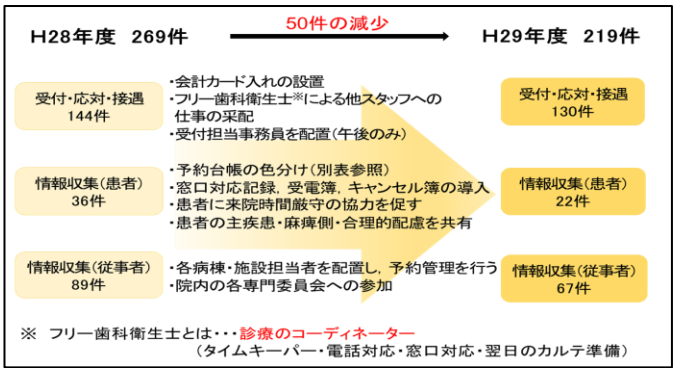 50件の減少
H28年度 269件
H29年度 219件
受付・応対・接遇
144件
・会計カード入れの設置
・フリー歯科衛生士※による他スタッフへの
仕事の采配
・受付担当事務員を配置(午後のみ)
受付・応対・接遇
130件
情報収集(患者)
36件
・予約台帳の色分け(別表参照)
・窓口対応記録, 受電簿, キャンセル簿の導入
・患者に来院時間厳守の協力を促す
・患者の主疾患・麻痺側・合理的配慮を共有
情報収集(患者)
22件
情報収集(従事者)
89件
・各病棟・施設担当者を配置し, 予約管理を行う
・院内の各専門委員会への参加
情報収集(従事者)
67件
※ フリー歯科衛生士とは・・・診療のコーディネーター
(タイムキーパー・電話対応・窓口対応・翌日のカルテ準備)